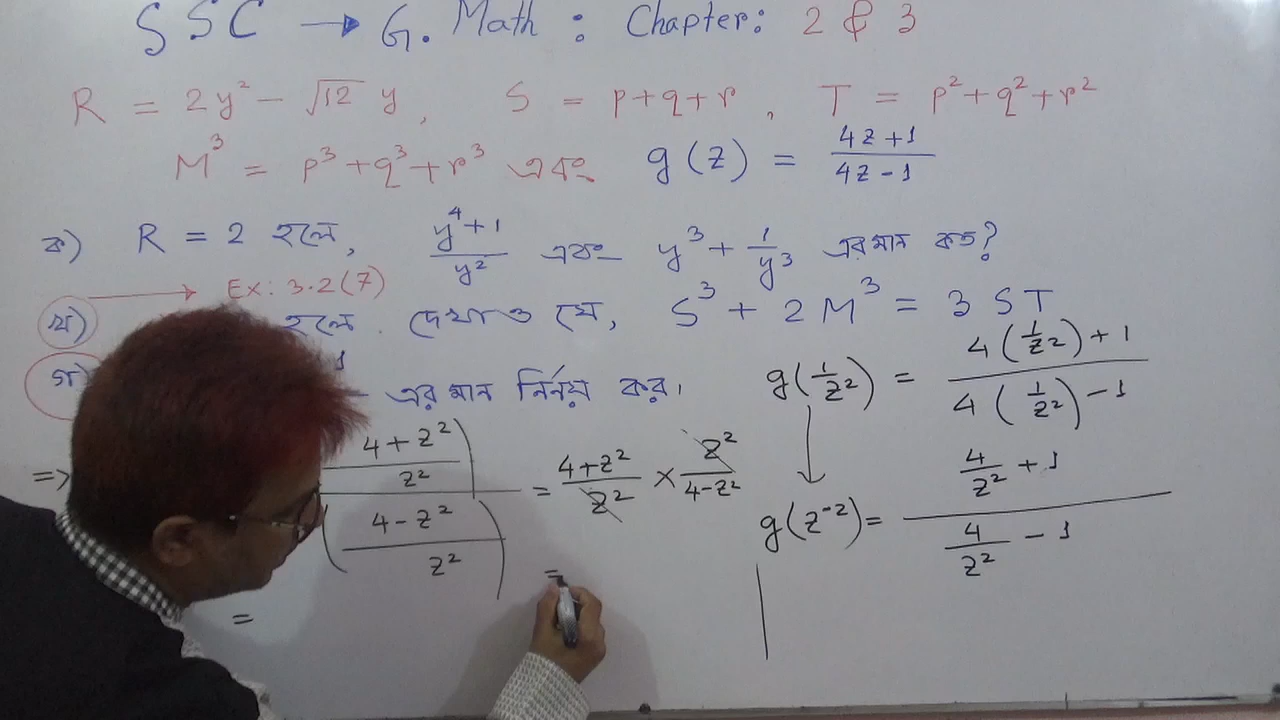 SSC → G. Math : Chapter: 2 & 3
R = 2y² - √12 y, S = p+q+r, T = p²+q²+r²
M³ = p³+q³+r³ এবং g(z) = (4z+1)/(4z-1)
ক) R = 2 হলে, (y⁴+1)/y² এবং y³ + 1/y³ এর মান কত?
→ Ex: 3.2(7)
খ) হলে দেখাও যে, S³ + 2M³ = 3ST
গ) 1 এর মান নির্নয় কর।
g(1/z²) = (4(1/z²)+1)/(4(1/z²)-1)
g(z⁻²) = (4/z² + 1)/(4/z² - 1)
=> ((4+z²)/z²)/((4-z²)/z²) = (4+z²)/z² × z²/(4-z²)
= =